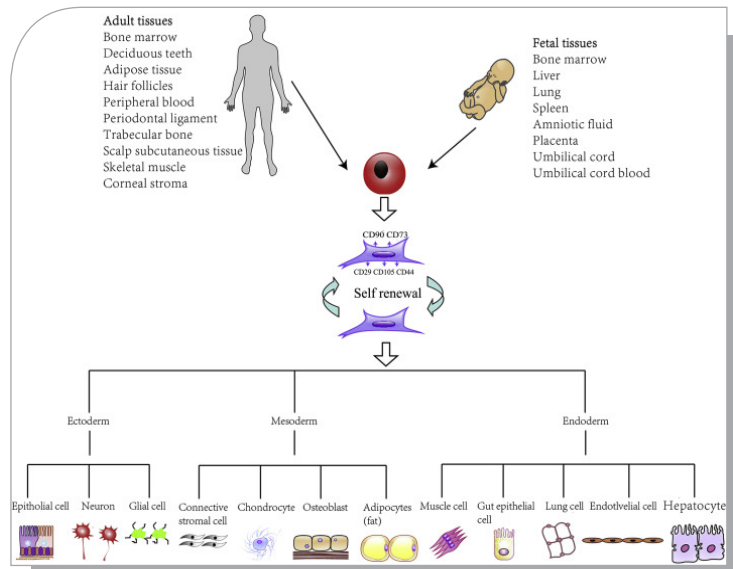 Adult tissues
Bone marrow
Deciduous teeth
Adipose tissue
Hair follicles
Peripheral blood
Periodontal ligament
Trabecular bone
Scalp subcutaneous tissue
Skeletal muscle
Corneal stroma
Fetal tissues
Bone marrow
Liver
Lung
Spleen
Amniotic fluid
Placenta
Umbilical cord
Umbilical cord blood
CD90 CD73
CD29 CD105 CD44
Self renewal
Ectoderm
Mesoderm
Endoderm
Epitholial cell
Neuron
Glial cell
Connective
stromal cell
Chondrocyte
Osteoblast
Adipocytes
(fat)
Muscle cell
Gut epithelial
cell
Lung cell
Endotlvelial cell
Hepatocyte